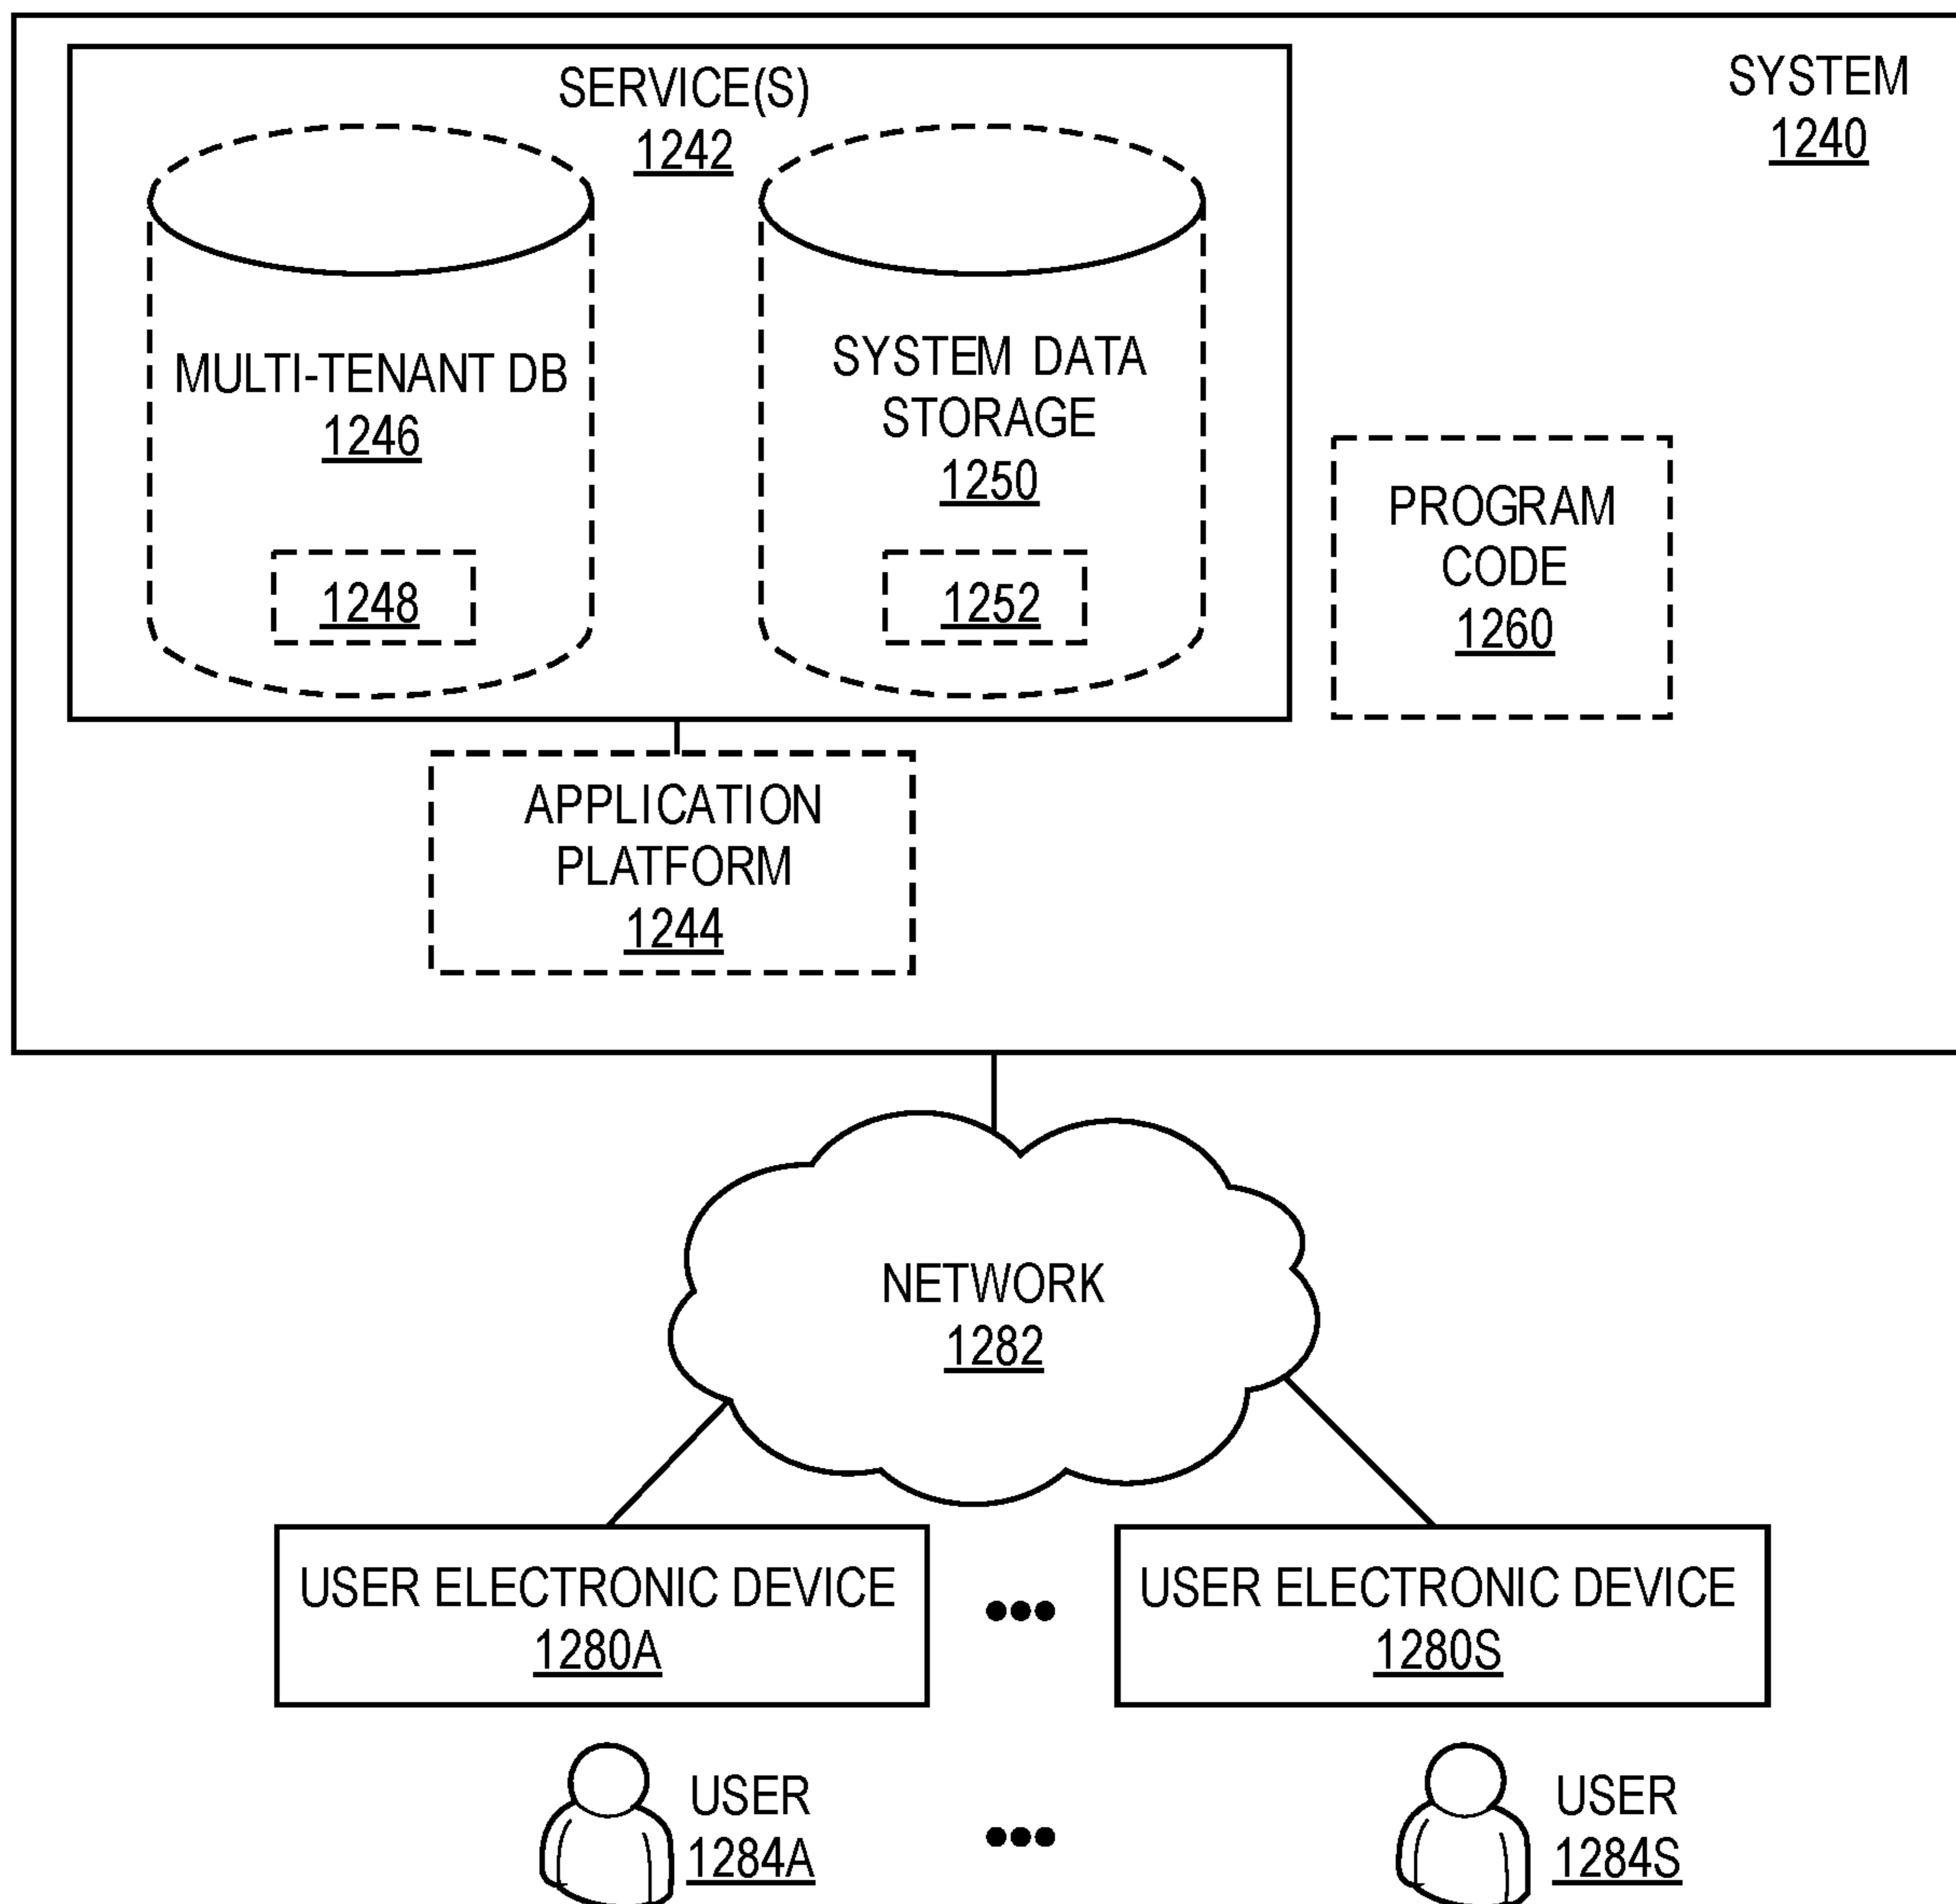 SERVICE(S)
1242
SYSTEM
1240
MULTI-TENANT DB
1246
1248
SYSTEM DATA
STORAGE
1250
1252
PROGRAM
CODE
1260
APPLICATION
PLATFORM
1244
NETWORK
1282
USER ELECTRONIC DEVICE
1280A
USER ELECTRONIC DEVICE
1280S
USER
1284A
USER
1284S